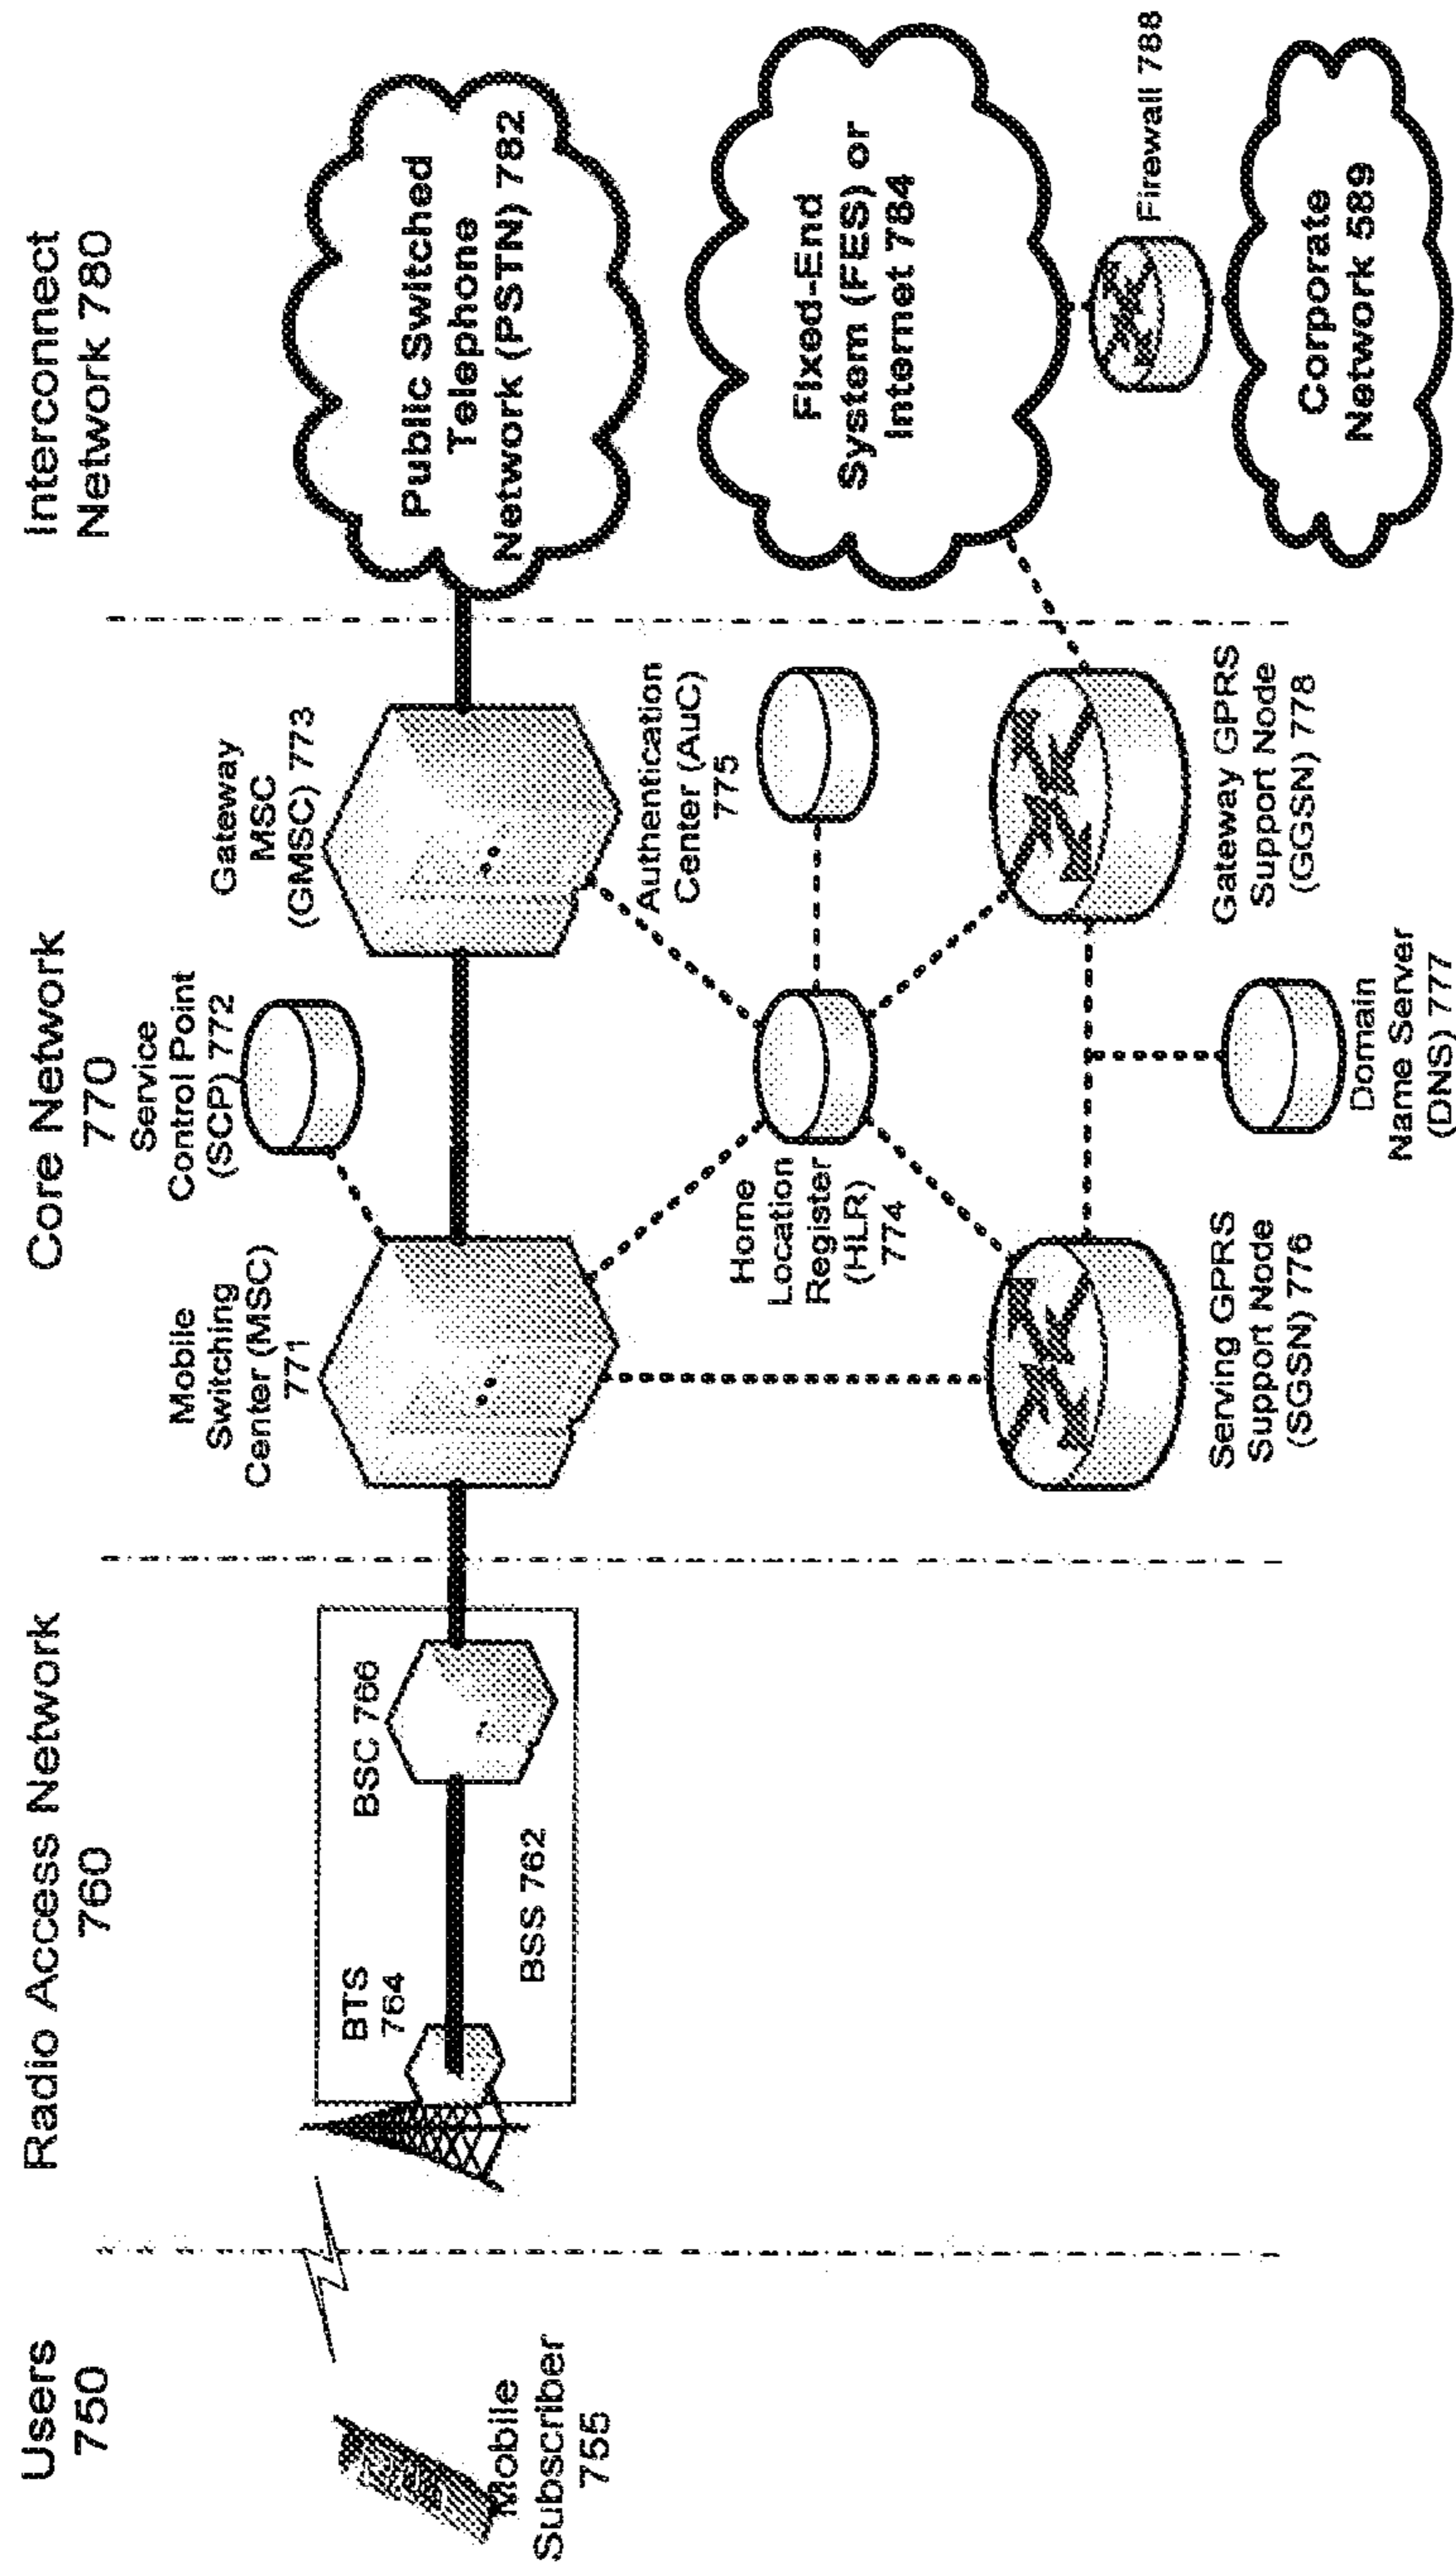 Users
750
Radio Access Network
760
Core Network
770
Interconnect
Network 780
Mobile
Subscriber
755
BTS
764
BSC 766
BSS 762
Mobile
Switching
Center (MSC)
771
Service
Control Point
(SCP) 772
Gateway
MSC
(GMSC) 773
Public Switched
Telephone
Network (PSTN) 782
Home
Location
Register
(HLR)
774
Authentication
Center (AuC)
775
Fixed-End
System (FES) or
Internet 784
Serving GPRS
Support Node
(SGSN) 776
Gateway GPRS
Support Node
(GGSN) 778
Domain
Name Server
(DNS) 777
Firewall 788
Corporate
Network 589